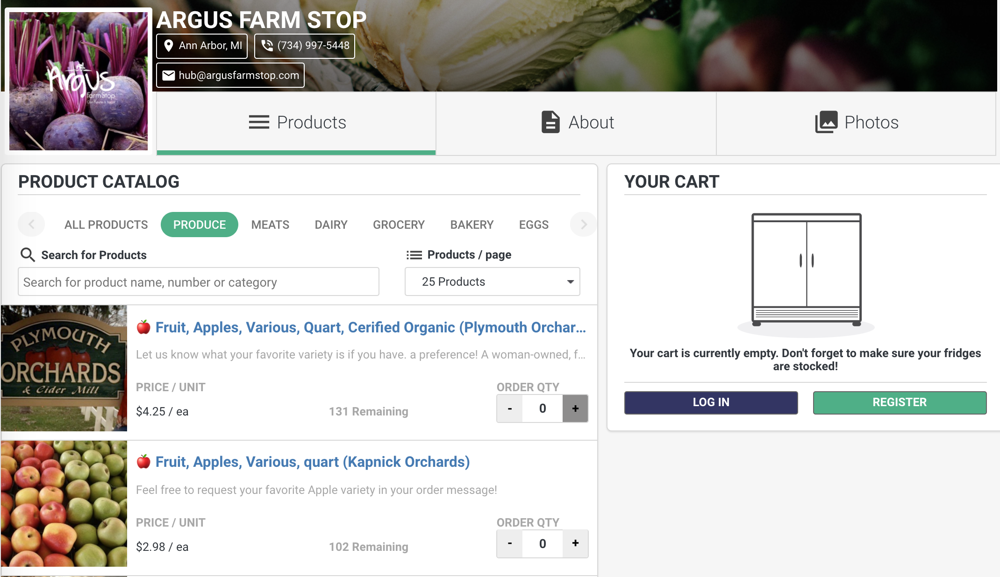 ARGUS FARM STOP
Ann Arbor, MI
(734) 997-5448
hub@argusfarmstop.com
Argus
Farm Stop
Our Future is Local
Products
About
Photos
PRODUCT CATALOG
ALL PRODUCTS
PRODUCE
MEATS
DAIRY
GROCERY
BAKERY
EGGS
Search for Products
Search for product name, number or category
Products / page
25 Products
PLYMOUTH
ORCHARDS
& Cider Mill
Fruit, Apples, Various, Quart, Cerified Organic (Plymouth Orchar...
Let us know what your favorite variety is if you have. a preference! A woman-owned, f...
PRICE / UNIT
ORDER QTY
$4.25 / ea
131 Remaining
- 0 +
Fruit, Apples, Various, quart (Kapnick Orchards)
Feel free to request your favorite Apple variety in your order message!
PRICE / UNIT
ORDER QTY
$2.98 / ea
102 Remaining
- 0 +
YOUR CART
Your cart is currently empty. Don't forget to make sure your fridges
are stocked!
LOG IN
REGISTER